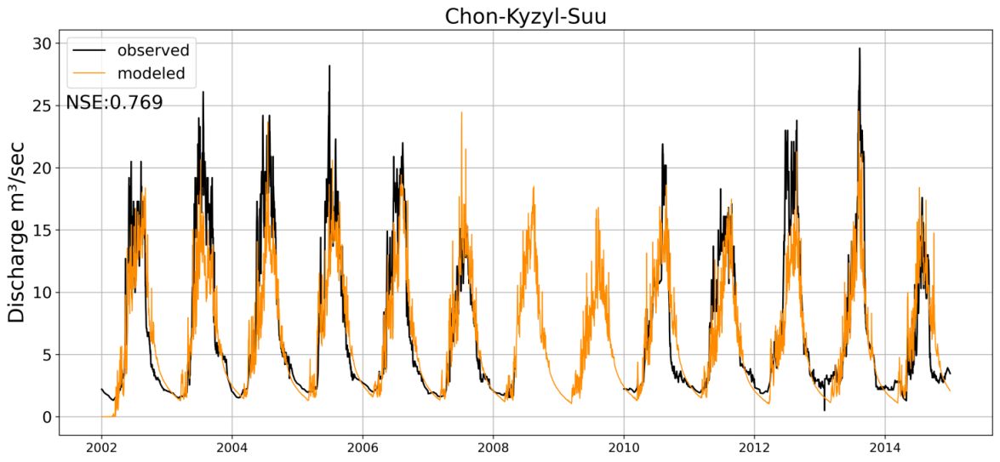 Chon-Kyzyl-Suu
observed
modeled
NSE:0.769
Discharge m³/sec
30
25
20
15
10
5
0
2002 2004 2006 2008 2010 2012 2014